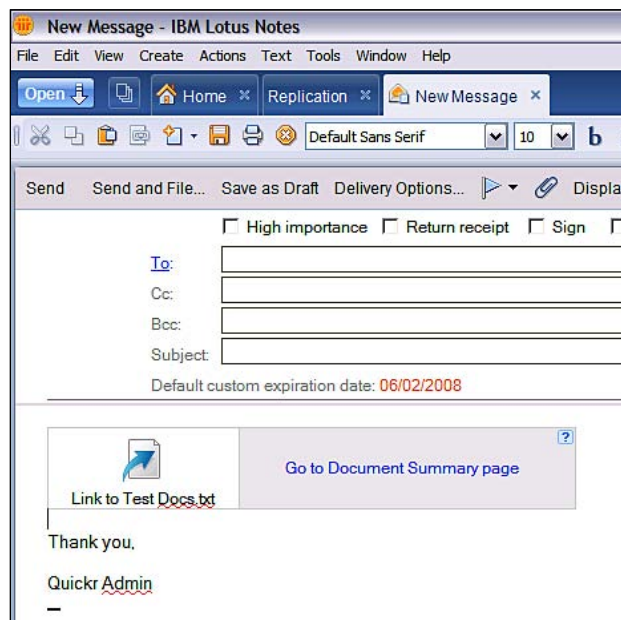 New Message - IBM Lotus Notes
File Edit View Create Actions Text Tools Window Help
Open Home Replication New Message
Default Sans Serif 10 b
Send Send and File... Save as Draft Delivery Options... Displa
High importance Return receipt Sign
To:
Cc:
Bcc:
Subject:
Default custom expiration date: 06/02/2008
?
Go to Document Summary page
Link to Test Docs.txt
Thank you,
Quickr Admin